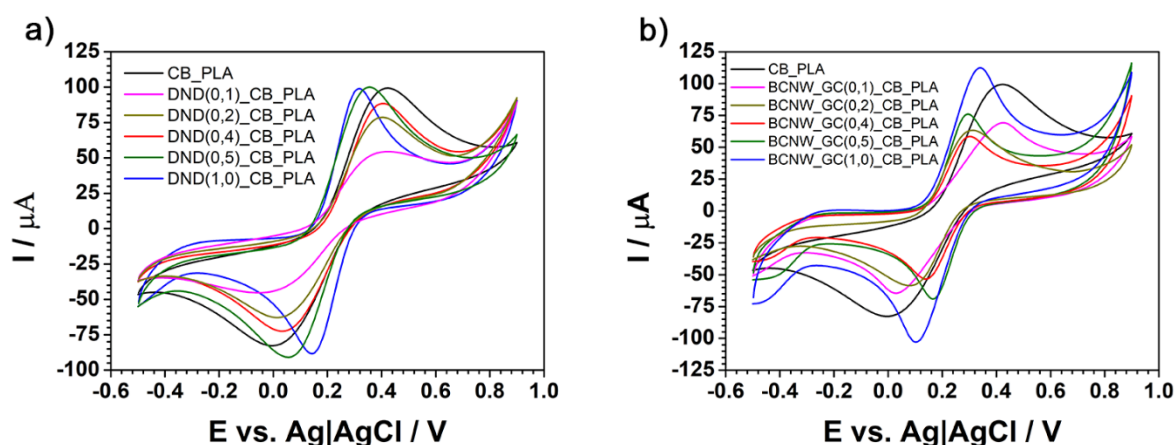 a)
125
100
75
50
25
0
-25
-50
-75
-100
I / μA
CB_PLA
DND(0,1)_CB_PLA
DND(0,2)_CB_PLA
DND(0,4)_CB_PLA
DND(0,5)_CB_PLA
DND(1,0)_CB_PLA
-0.6 -0.4 -0.2 0.0 0.2 0.4 0.6 0.8 1.0
E vs. Ag|AgCl / V
b)
125
100
75
50
25
0
-25
-50
-75
-100
-125
I / μA
CB_PLA
BCNW_GC(0,1)_CB_PLA
BCNW_GC(0,2)_CB_PLA
BCNW_GC(0,4)_CB_PLA
BCNW_GC(0,5)_CB_PLA
BCNW_GC(1,0)_CB_PLA
-0.6 -0.4 -0.2 0.0 0.2 0.4 0.6 0.8 1.0
E vs. Ag|AgCl / V